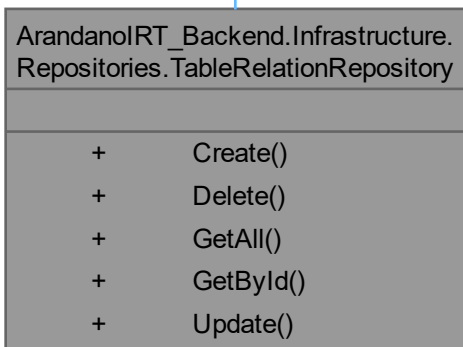 ArandanoIRT_Backend.Infrastructure.
Repositories.TableRelationRepository
+ Create()
+ Delete()
+ GetAll()
+ GetById()
+ Update()